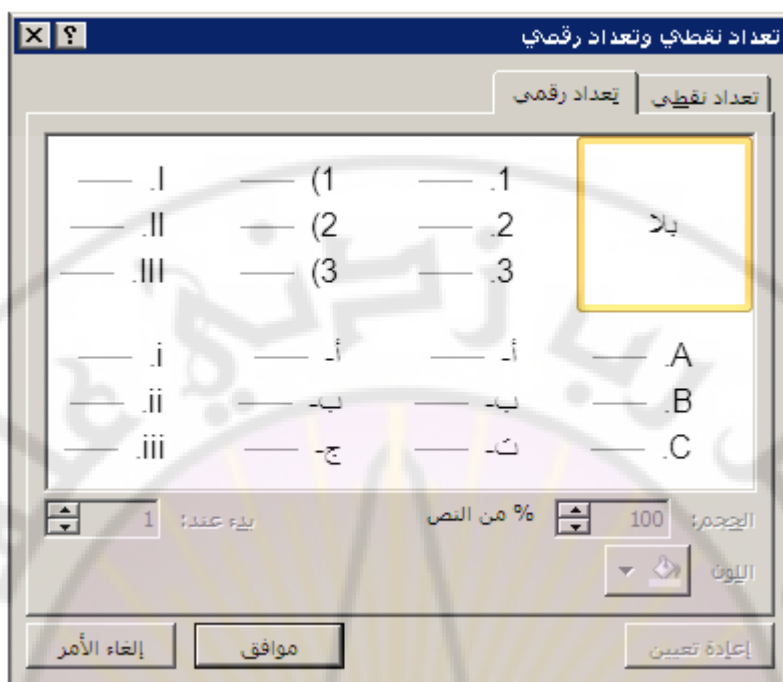 تعداد نقطي وتعداد رقمي
تعداد نقطي
تعداد رقمي
بلا
1.
2.
3.
1)
2)
3)
I.
II.
III.
A.
B.
C.
أ-
ب-
ت-
أ-
ب-
ج-
i.
ii.
iii.
الحجم: 100 % من النص
بدء عند: 1
اللون
إعادة تعيين
موافق
إلغاء الأمر